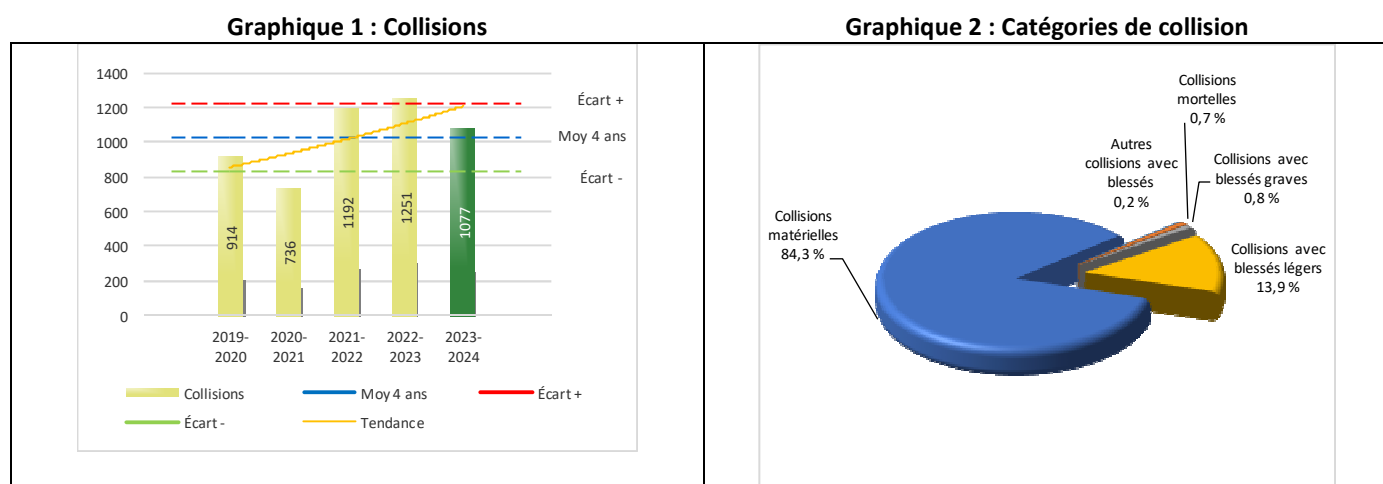 Graphique 1 : Collisions
1400
1200
1000
800
600
400
200
0
914
736
1192
1251
1077
Écart +
Moy 4 ans
Écart -
2019-
2020
2020-
2021
2021-
2022
2022-
2023
2023-
2024
Collisions
Moy 4 ans
Écart +
Écart -
Tendance
Graphique 2 : Catégories de collision
Collisions
matérielles
84,3 %
Autres
collisions avec
blessés
0,2 %
Collisions
mortelles
0,7 %
Collisions avec
blessés graves
0,8 %
Collisions avec
blessés légers
13,9 %